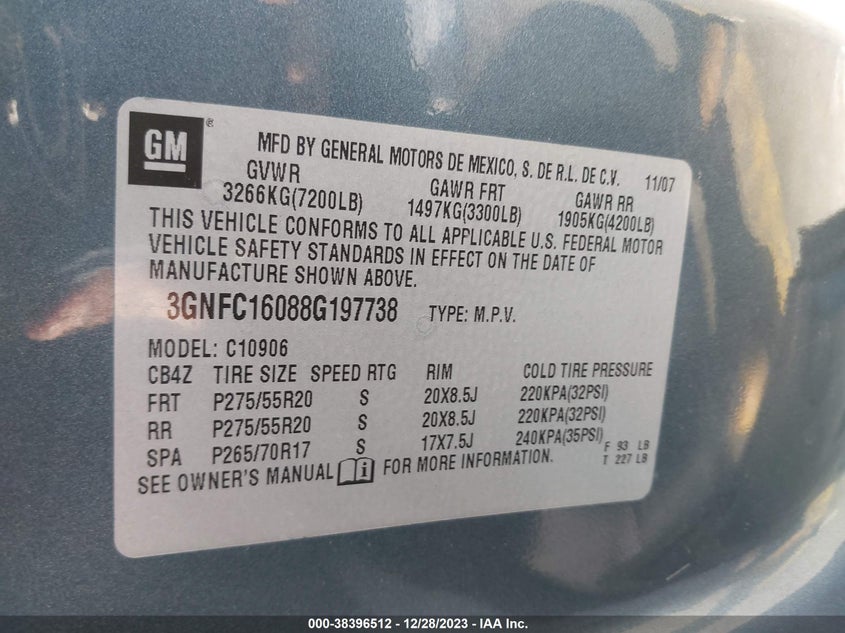 GM ®
MFD BY GENERAL MOTORS DE MEXICO, S. DE R.L. DE C.V. 11/07
GVWR GAWR FRT GAWR RR
3266KG(7200LB) 1497KG(3300LB) 1905KG(4200LB)
THIS VEHICLE CONFORMS TO ALL APPLICABLE U.S. FEDERAL MOTOR
VEHICLE SAFETY STANDARDS IN EFFECT ON THE DATE OF
MANUFACTURE SHOWN ABOVE.
3GNFC16088G197738 TYPE: M.P.V.
MODEL: C10906
CB4Z TIRE SIZE SPEED RTG RIM COLD TIRE PRESSURE
FRT P275/55R20 S 20X8.5J 220KPA(32PSI)
RR P275/55R20 S 20X8.5J 220KPA(32PSI)
SPA P265/70R17 S 17X7.5J 240KPA(35PSI) F 93 LB
T 227 LB
SEE OWNER'S MANUAL i FOR MORE INFORMATION.
000-38396512 - 12/28/2023 - IAA Inc.